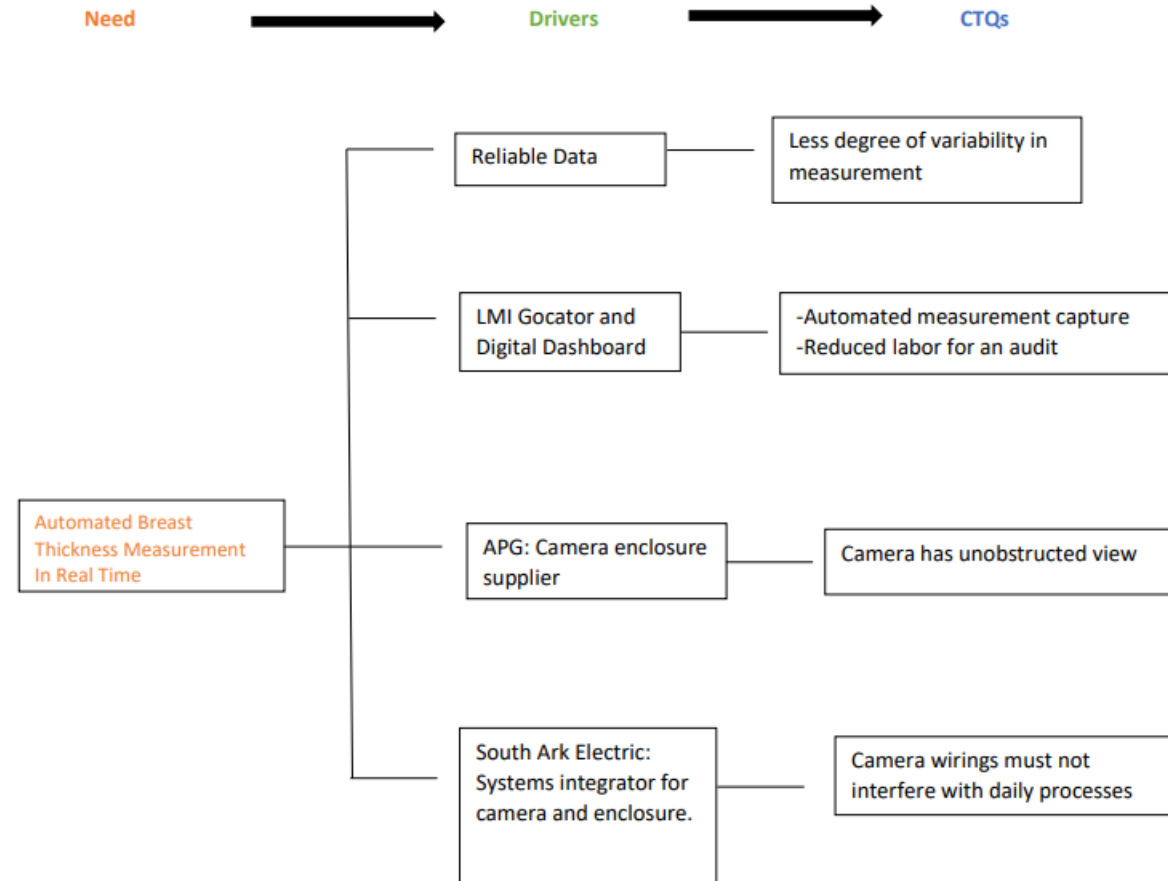 Need
Drivers
CTQs
Reliable Data
Less degree of variability in
measurement
LMI Gocator and
Digital Dashboard
-Automated measurement capture
-Reduced labor for an audit
Automated Breast
Thickness Measurement
In Real Time
APG: Camera enclosure
supplier
Camera has unobstructed view
South Ark Electric:
Systems integrator for
camera and enclosure.
Camera wirings must not
interfere with daily processes